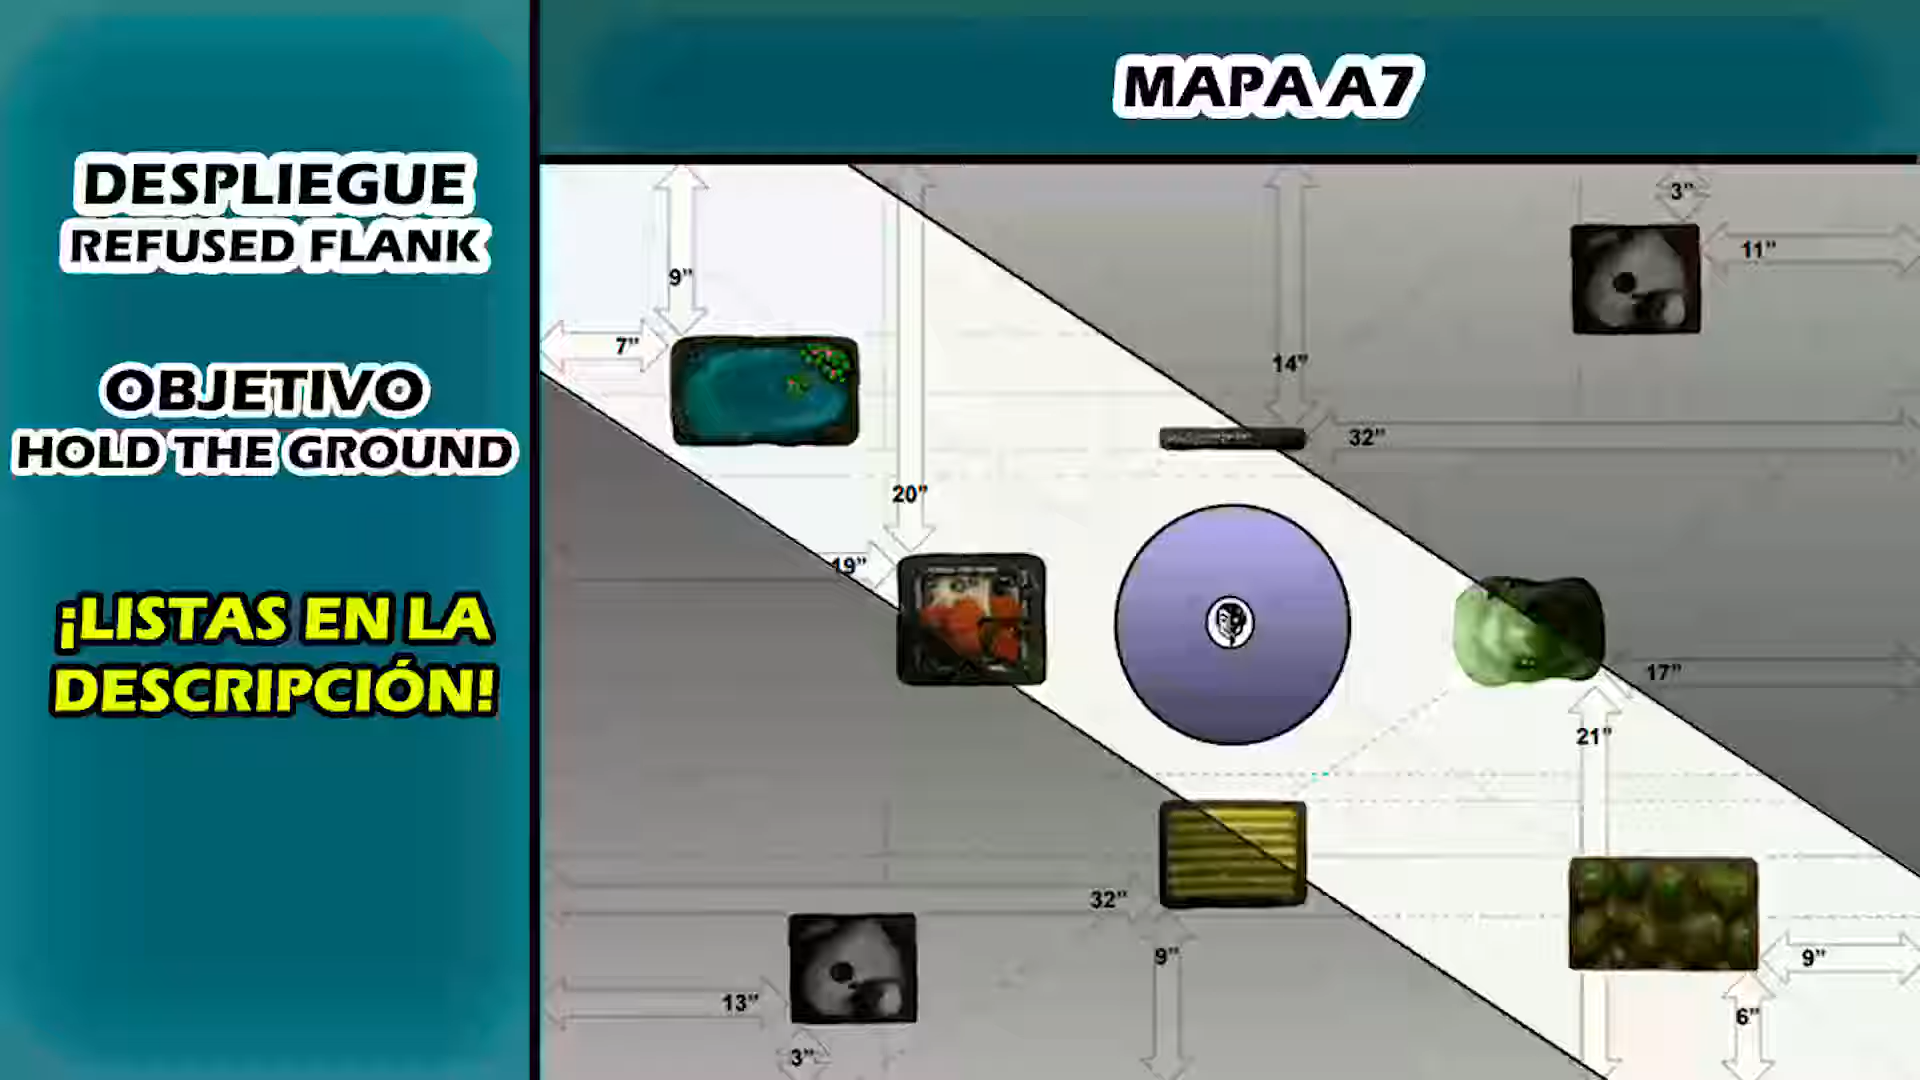 MAPA A7
DESPLIEGUE
REFUSED FLANK
OBJETIVO
HOLD THE GROUND
¡LISTAS EN LA
DESCRIPCIÓN!
3”
11”
9”
7”
14”
32”
20”
19”
17”
21”
32”
9”
9”
13”
6”
3”